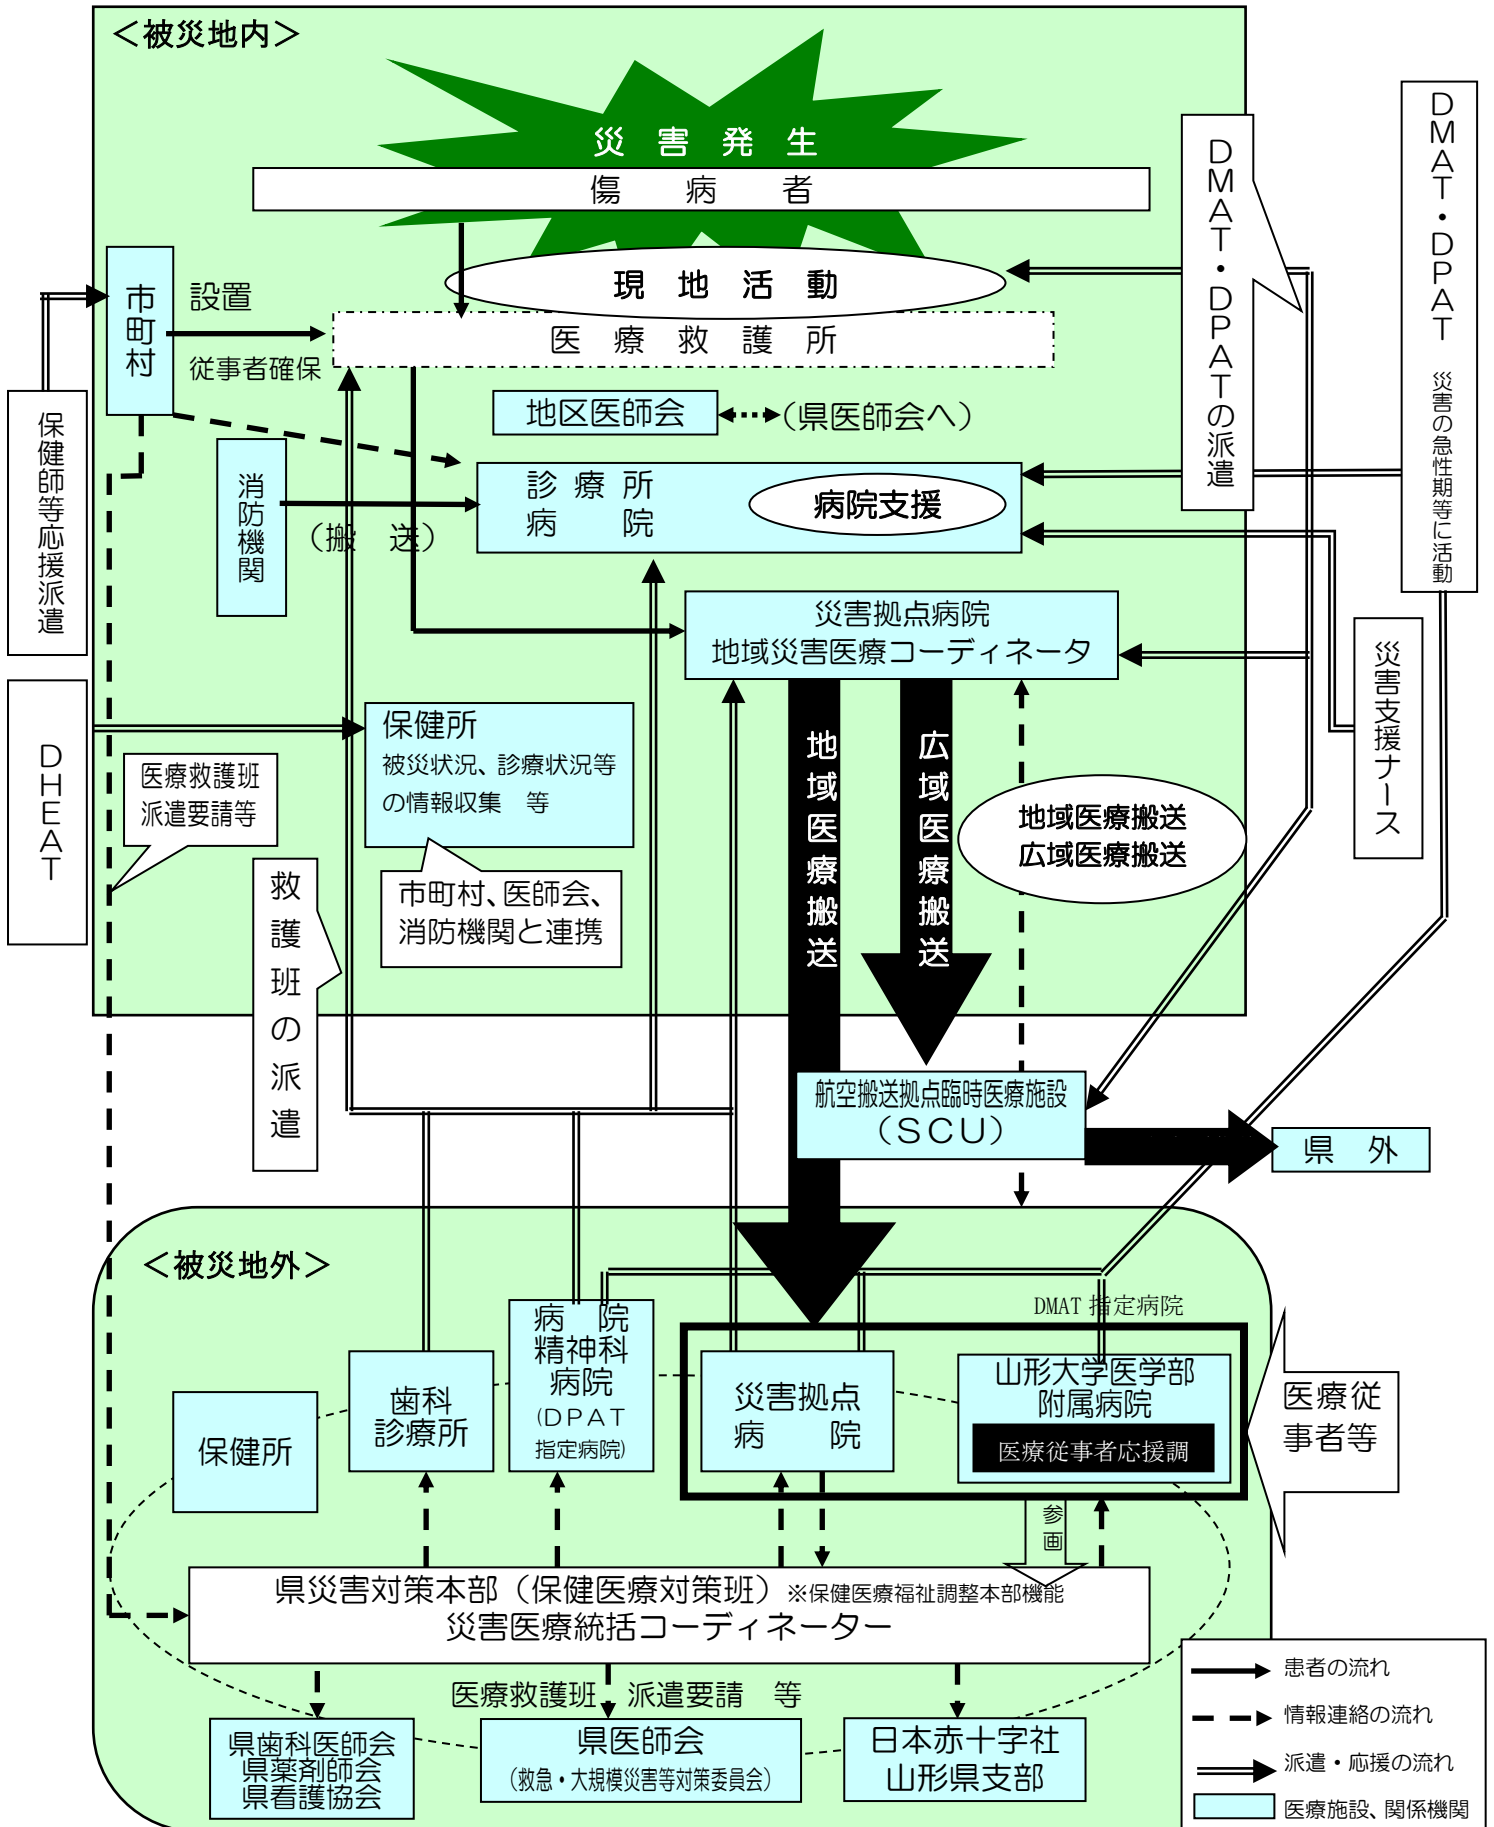 ＜被災地内＞
災　害　発　生
傷　病　者
現　地　活　動
医　療　救　護　所
市町村
設置
従事者確保
地区医師会
（県医師会へ）
消防機関
（搬　送）
診 療 所
病　　院
病院支援
災害拠点病院
地域災害医療コーディネータ
保健師等応援派遣
ＤＨＥＡＴ
医療救護班
派遣要請等
保健所
被災状況、診療状況等
の情報収集　等
市町村、医師会、
消防機関と連携
救護班の派遣
地域医療搬送
広域医療搬送
地域医療搬送
広域医療搬送
ＤＭＡＴ・ＤＰＡＴの派遣
ＤＭＡＴ・ＤＰＡＴ　災害の急性期等に活動
災害支援ナース
航空搬送拠点臨時医療施設
（ＳＣＵ）
県　外
＜被災地外＞
保健所
歯科
診療所
病　院
精神科
病院
(ＤＰＡＴ
指定病院)
DMAT 指定病院
災害拠点
病　　院
山形大学医学部
附属病院
医療従事者応援調
医療従
事者等
参画
県災害対策本部（保健医療対策班）※保健医療福祉調整本部機能
災害医療統括コーディネーター
医療救護班　派遣要請　等
県歯科医師会
県薬剤師会
県看護協会
県医師会
（救急・大規模災害等対策委員会）
日本赤十字社
山形県支部
患者の流れ
情報連絡の流れ
派遣・応援の流れ
医療施設、関係機関